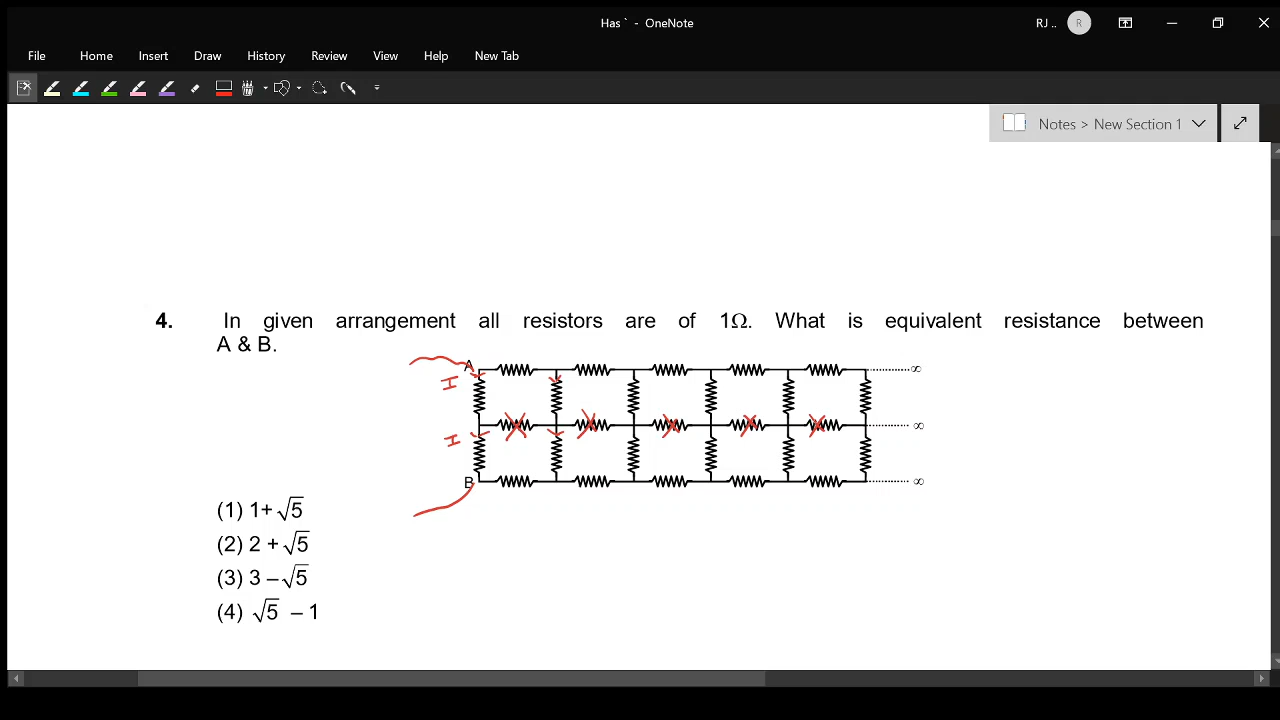 Has ` - OneNote
RJ ..
R
File Home Insert Draw History Review View Help New Tab
Notes > New Section 1
4. In given arrangement all resistors are of 1Ω. What is equivalent resistance between
A & B.
A
∞
I
∞
I
B
∞
(1) 1+ √5
(2) 2 + √5
(3) 3 – √5
(4) √5 – 1